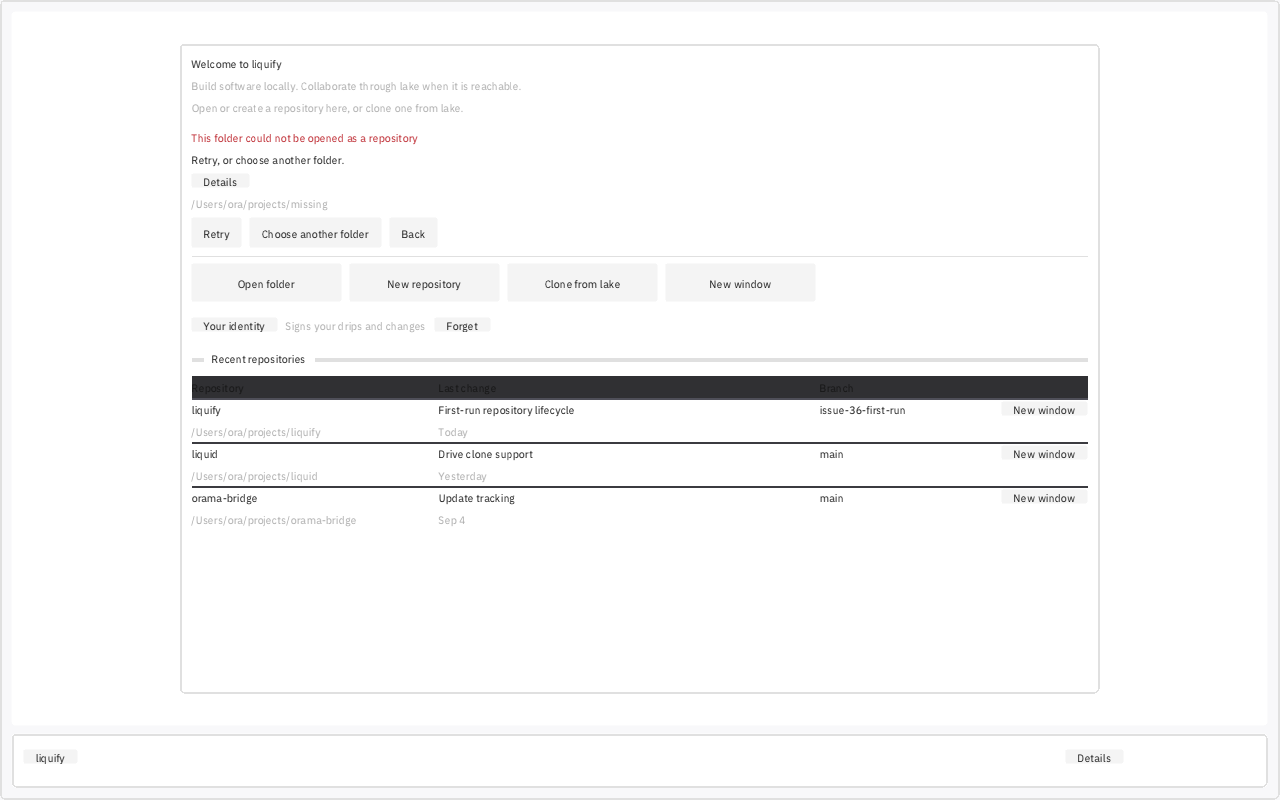 Welcome to liquify
Build software locally. Collaborate through lake when it is reachable.
Open or create a repository here, or clone one from lake.
This folder could not be opened as a repository
Retry, or choose another folder.
Details
/Users/ora/projects/missing
Retry Choose another folder Back
Open folder New repository Clone from lake New window
Your identity Signs your drips and changes Forget
Recent repositories
Repository Last change Branch
liquify First-run repository lifecycle issue-36-first-run New window
/Users/ora/projects/liquify Today
liquid Drive clone support main New window
/Users/ora/projects/liquid Yesterday
orama-bridge Update tracking main New window
/Users/ora/projects/orama-bridge Sep 4
liquify Details